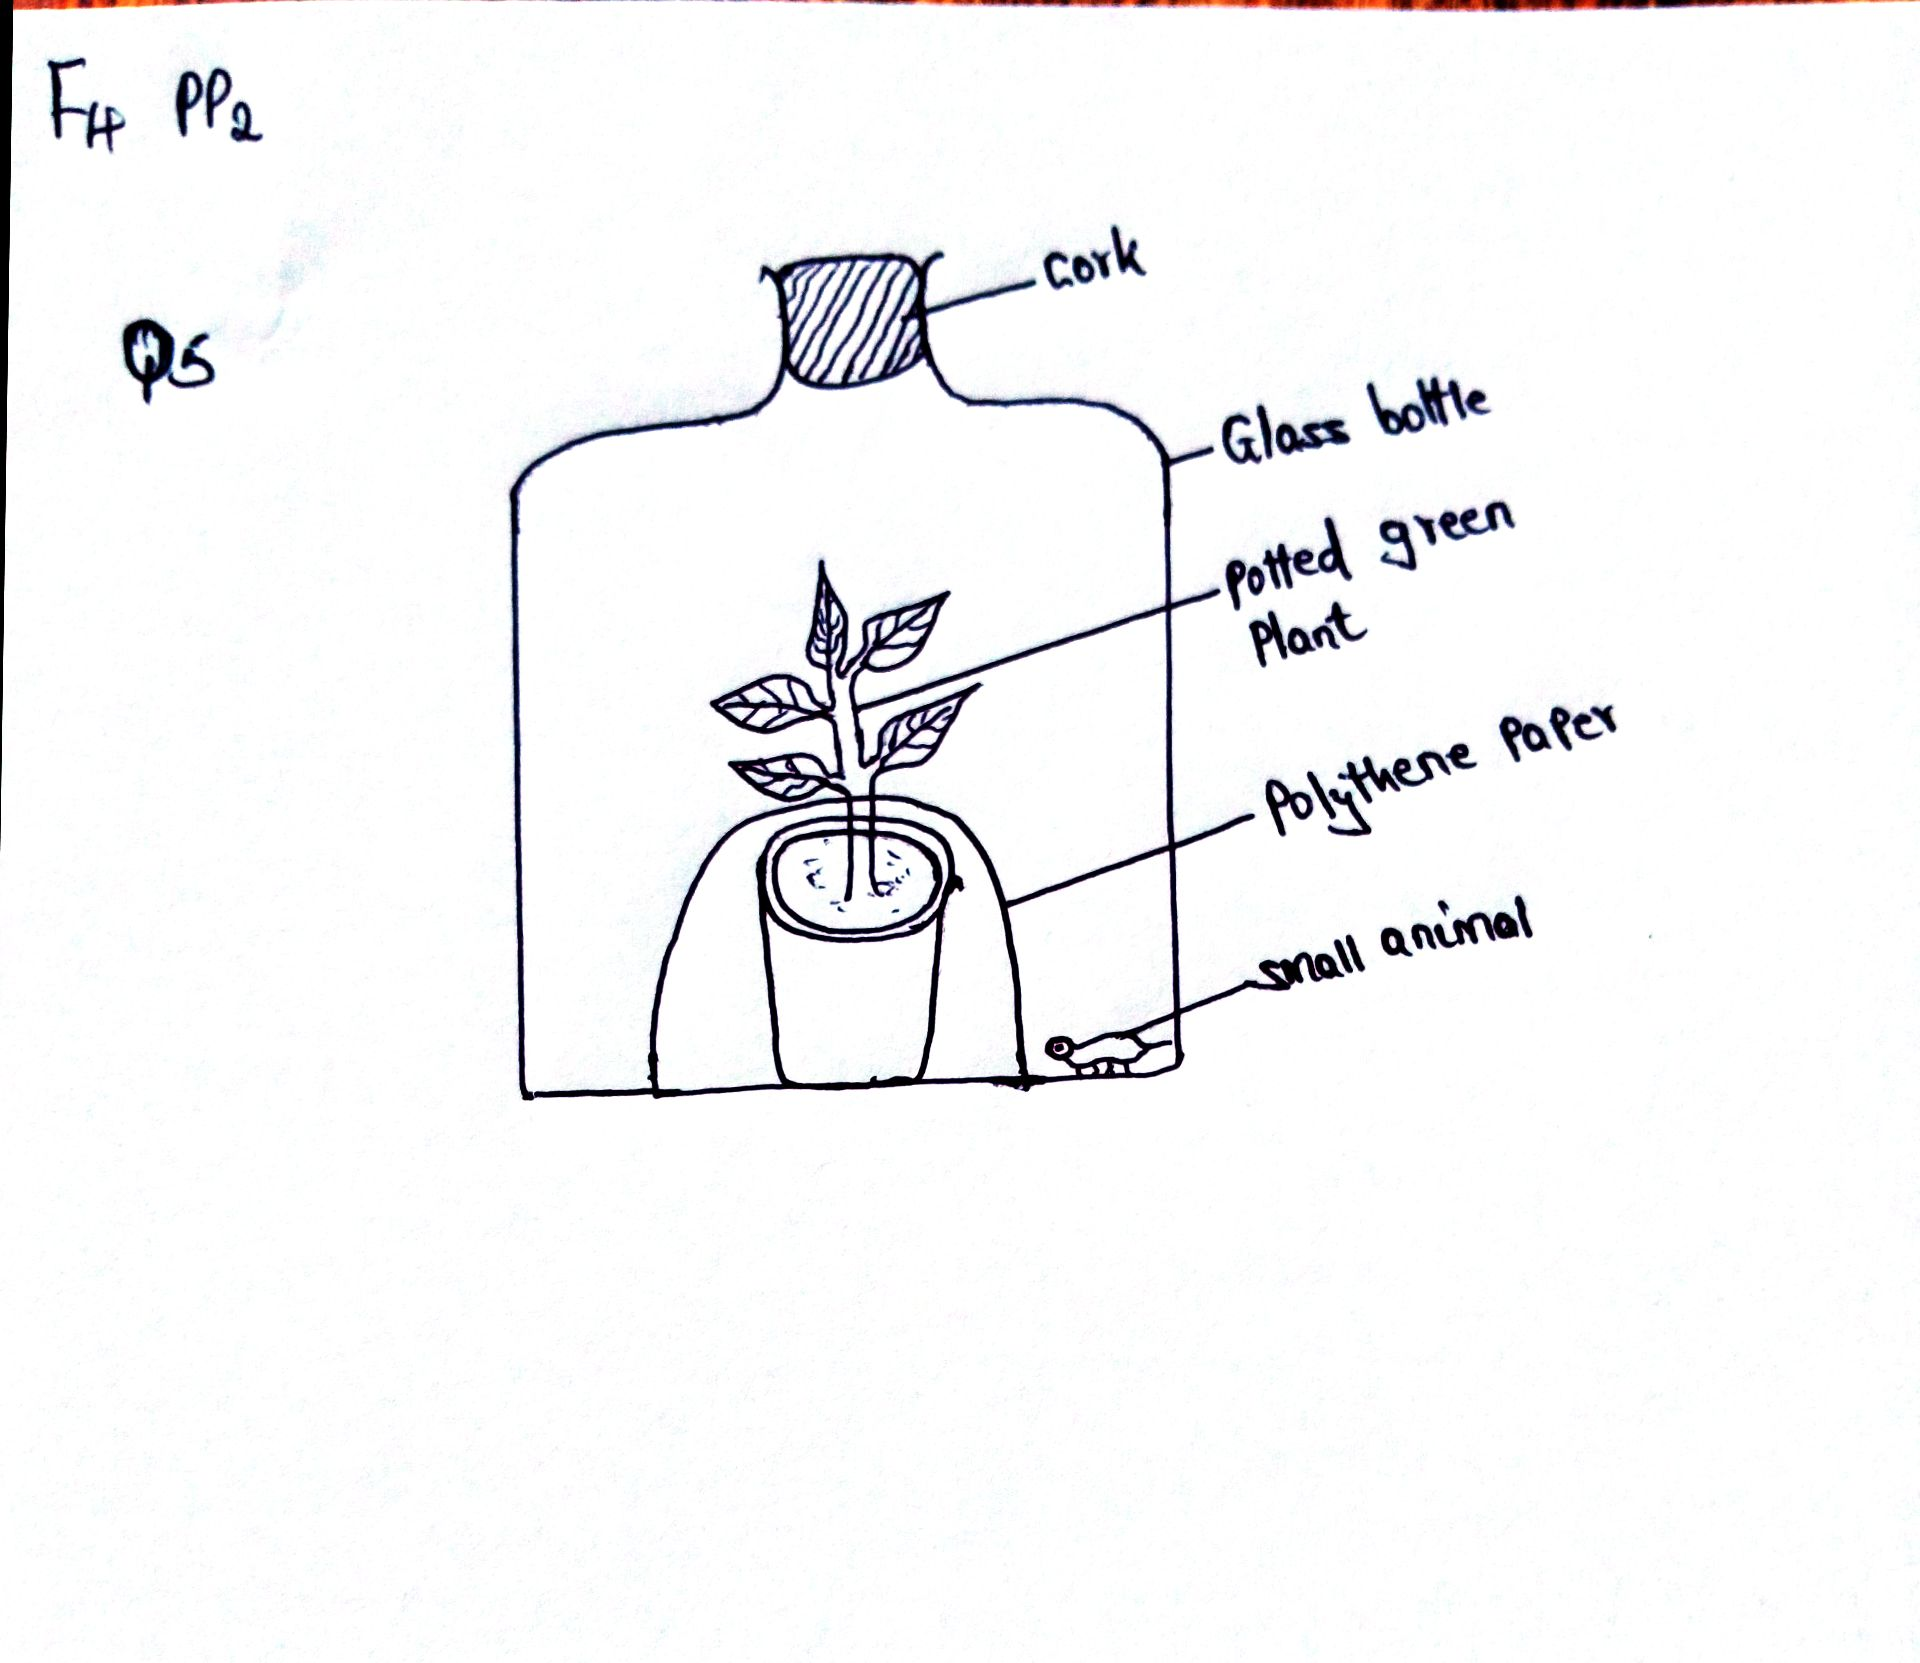 F4 PP2
Q5
cork
Glass bottle
Potted green
Plant
Polythene Paper
small animal